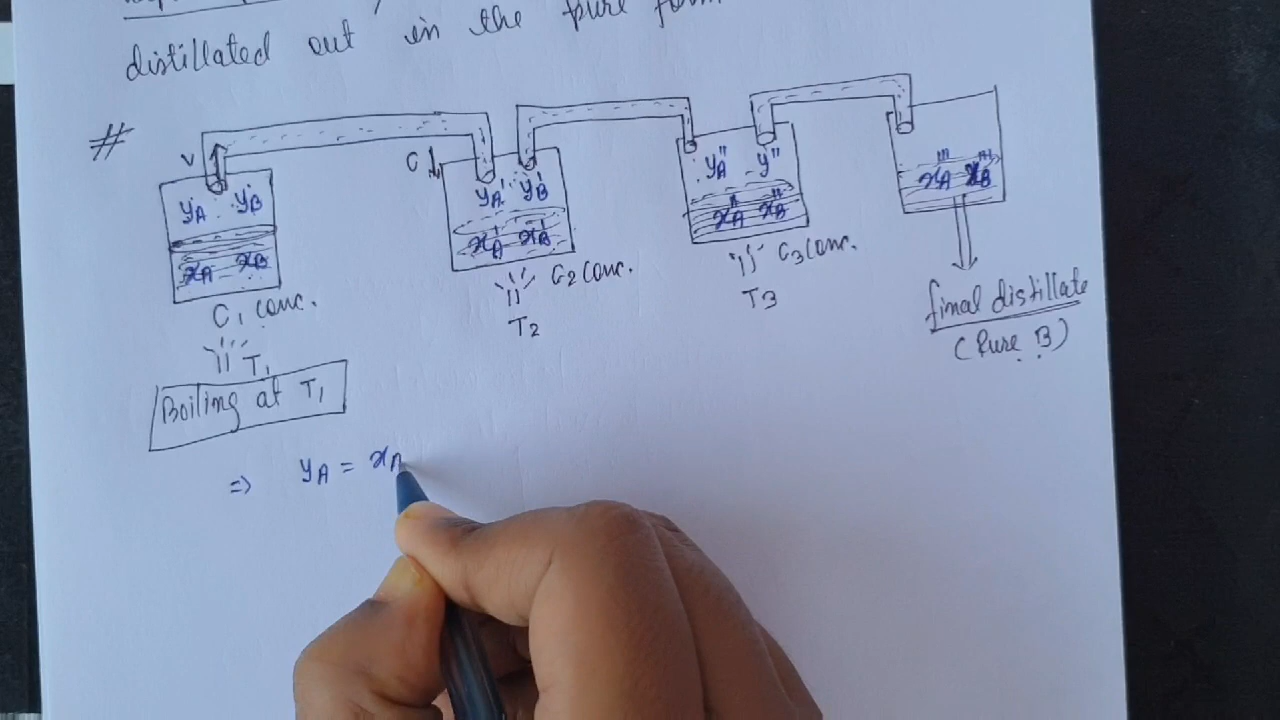 distillated out in the pure form
#
V
C
yA yB
yA' yB'
yA" y"
xA''' xB'''
xA xB
xA' xB'
xA" xB"
C1 conc.
C2 conc.
C3 conc.
T1
T2
T3
final distillate
(Pure B)
Boiling at T1
⇒ yA = xA